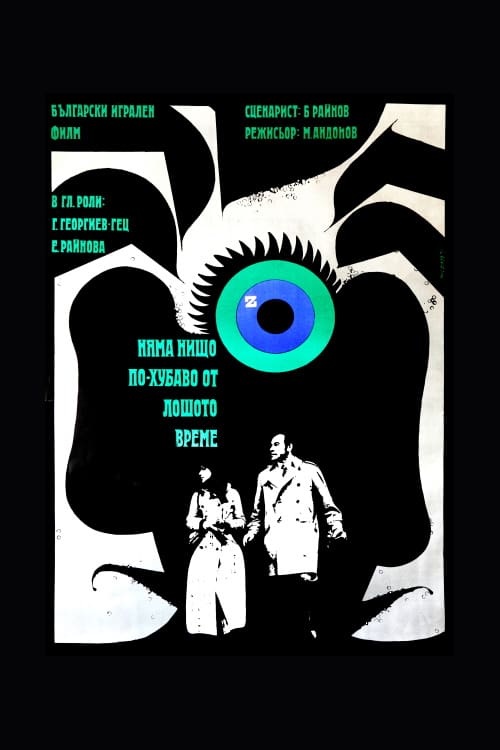 БЪЛГАРСКИ ИГРАЛЕН
ФИЛМ
СЦЕНАРИСТ: Б РАЙНОВ
РЕЖИСЬОР: М. АНДОНОВ
В ГЛ. РОЛИ:
Г. ГЕОРГИЕВ-ГЕЦ
Е. РАЙНОВА
Z
НЯМА НИЩО
ПО-ХУБАВО ОТ
ЛОШОТО
ВРЕМЕ